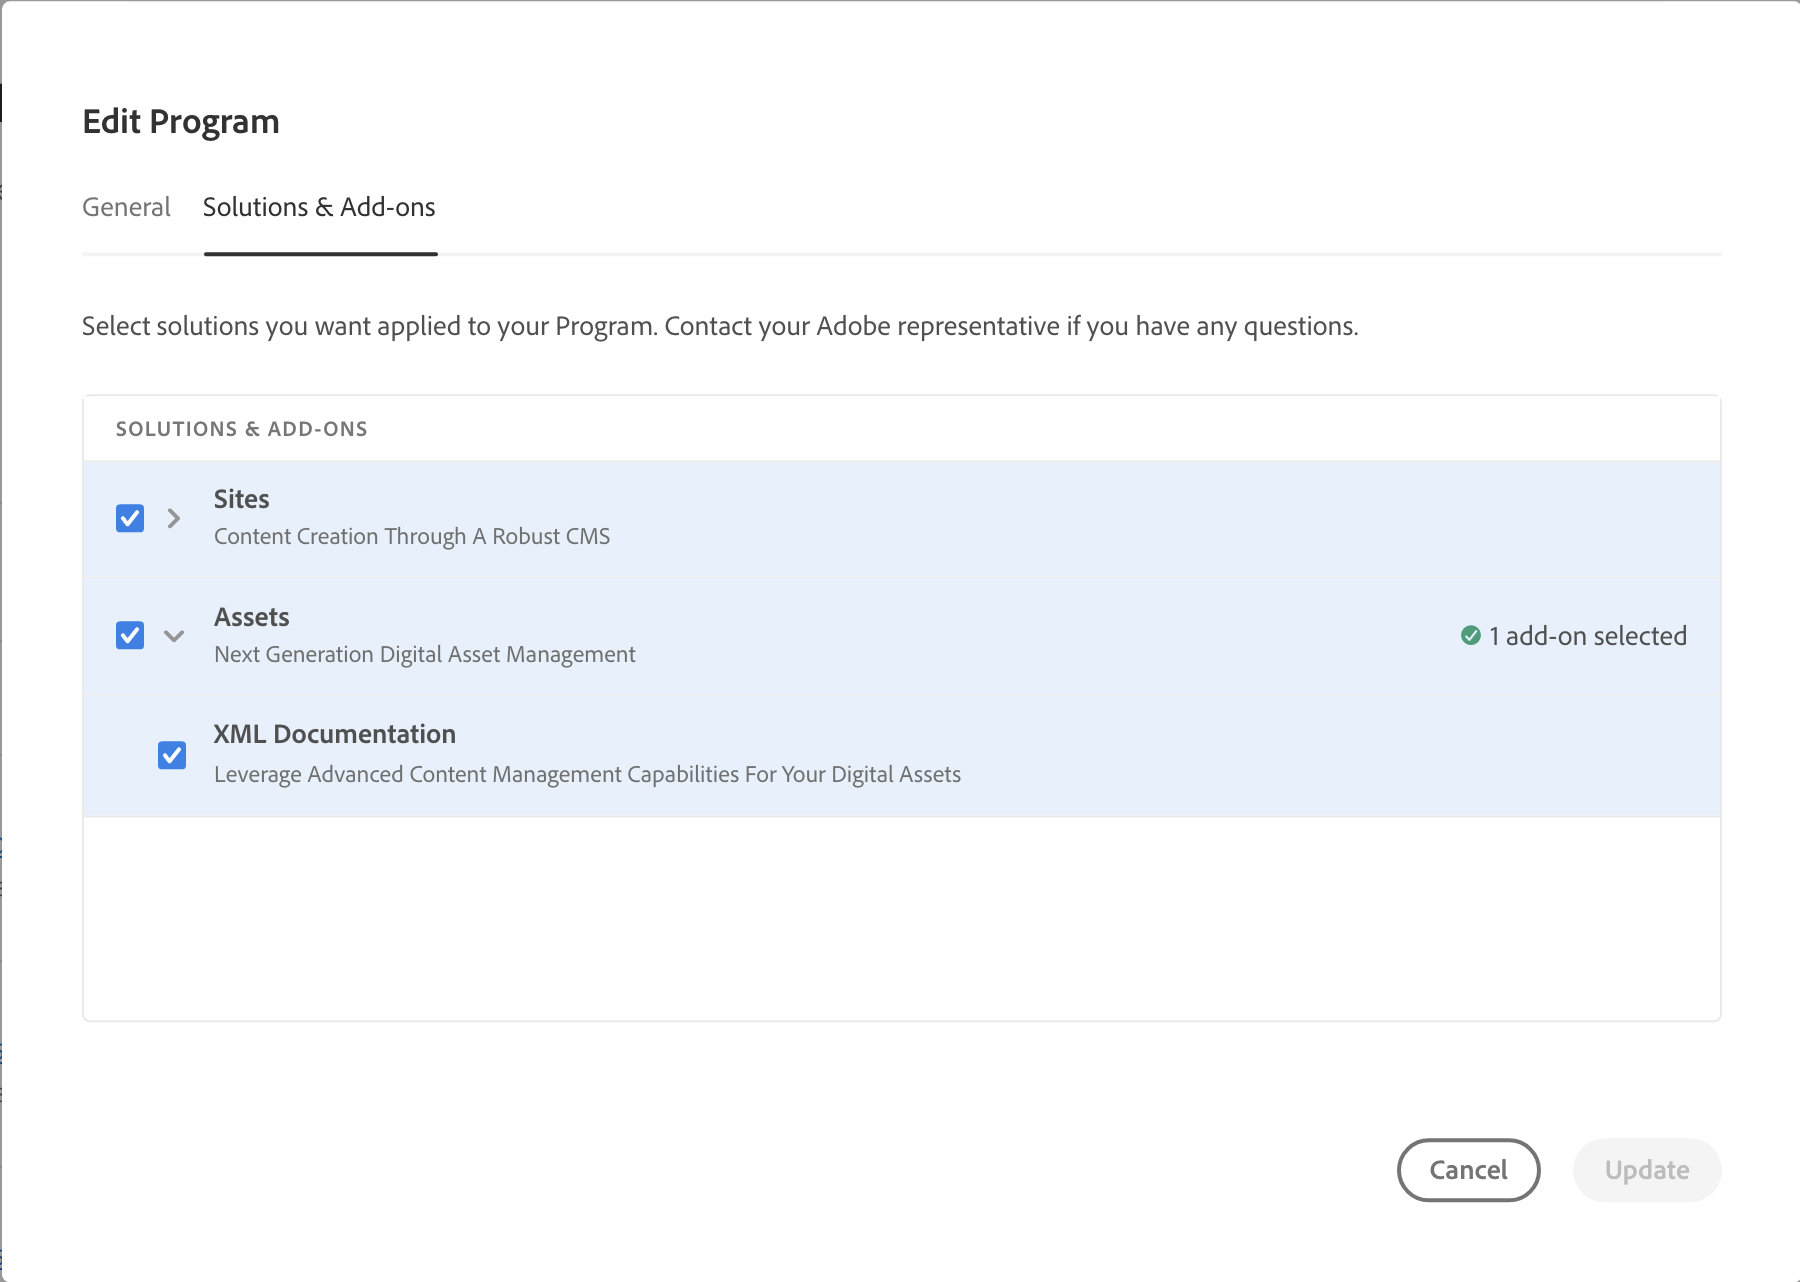 Edit Program
General
Solutions & Add-ons
Select solutions you want applied to your Program. Contact your Adobe representative if you have any questions.
SOLUTIONS & ADD-ONS
Sites
Content Creation Through A Robust CMS
Assets
Next Generation Digital Asset Management
1 add-on selected
XML Documentation
Leverage Advanced Content Management Capabilities For Your Digital Assets
Cancel
Update